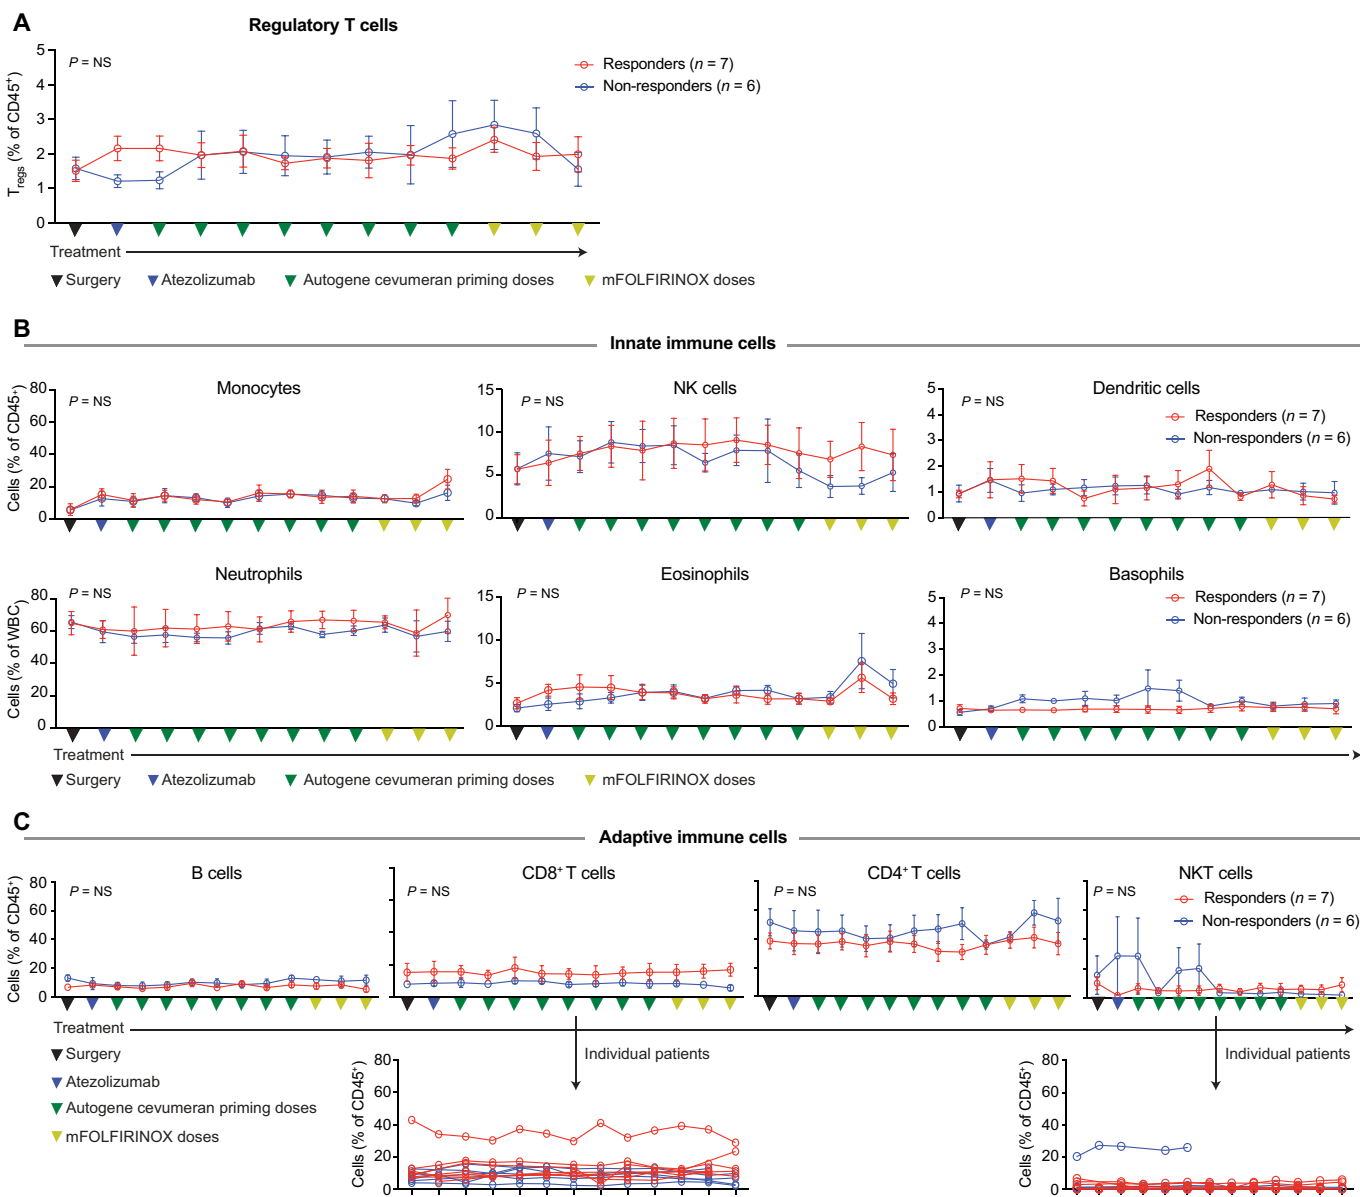 A
Regulatory T cells
P = NS
Responders (n = 7)
Non-responders (n = 6)
Tregs (% of CD45+)
5
4
3
2
1
0
Treatment
Surgery
Atezolizumab
Autogene cevumeran priming doses
mFOLFIRINOX doses
B
Innate immune cells
Monocytes
P = NS
Cells (% of CD45+)
80
60
40
20
0
NK cells
P = NS
15
10
5
0
Dendritic cells
P = NS
Responders (n = 7)
Non-responders (n = 6)
5
4
3
2
1
0
Neutrophils
P = NS
Cells (% of WBC)
80
60
40
20
0
Eosinophils
P = NS
15
10
5
0
Basophils
P = NS
Responders (n = 7)
Non-responders (n = 6)
5
4
3
2
1
0
Treatment
Surgery
Atezolizumab
Autogene cevumeran priming doses
mFOLFIRINOX doses
C
Adaptive immune cells
B cells
P = NS
Cells (% of CD45+)
80
60
40
20
0
CD8+ T cells
P = NS
CD4+ T cells
P = NS
NKT cells
P = NS
Responders (n = 7)
Non-responders (n = 6)
Treatment
Surgery
Atezolizumab
Autogene cevumeran priming doses
mFOLFIRINOX doses
Individual patients
Cells (% of CD45+)
80
60
40
20
0
Individual patients
Cells (% of CD45+)
80
60
40
20
0